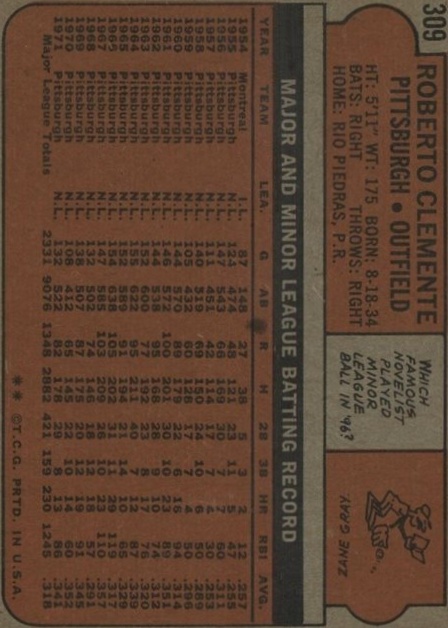 309
ROBERTO CLEMENTE
PITTSBURGH • OUTFIELD
HT: 5'11" WT: 175 BORN: 8-18-34
BATS: RIGHT THROWS: RIGHT
HOME: RIO PIEDRAS, P.R.
WHICH
FAMOUS
NOVELIST
PLAYED
MINOR
LEAGUE
BALL IN '96?
ZANE GRAY
MAJOR AND MINOR LEAGUE BATTING RECORD
YEAR TEAM LEA. G AB R H 2B 3B HR RBI AVG.
1954 Montreal I.L. 87 148 27 38 5 3 2 12 .257
1955 Pittsburgh N.L. 124 474 48 121 23 11 5 47 .255
1956 Pittsburgh N.L. 147 543 66 169 30 7 7 60 .311
1957 Pittsburgh N.L. 111 451 42 114 17 7 4 30 .253
1958 Pittsburgh N.L. 140 519 69 150 24 10 6 50 .289
1959 Pittsburgh N.L. 105 432 60 128 17 7 4 50 .296
1960 Pittsburgh N.L. 144 570 89 179 22 6 16 94 .314
1961 Pittsburgh N.L. 146 572 100 201 30 10 23 89 .351
1962 Pittsburgh N.L. 144 538 95 168 28 9 10 74 .312
1963 Pittsburgh N.L. 152 600 77 192 23 8 17 76 .320
1964 Pittsburgh N.L. 155 622 95 211 40 7 12 87 .339
1965 Pittsburgh N.L. 152 589 91 194 21 14 10 65 .329
1966 Pittsburgh N.L. 154 638 105 202 31 11 29 119 .317
1967 Pittsburgh N.L. 147 585 103 209 26 10 23 110 .357
1968 Pittsburgh N.L. 132 502 74 146 18 12 18 57 .291
1969 Pittsburgh N.L. 138 507 87 175 20 12 19 91 .345
1970 Pittsburgh N.L. 108 412 65 145 22 10 14 60 .352
1971 Pittsburgh N.L. 132 522 82 178 29 8 13 86 .341
Major League Totals 2331 9076 1348 2882 421 159 230 1245 .318
** ©T.C.G. PRTD. IN U.S.A.